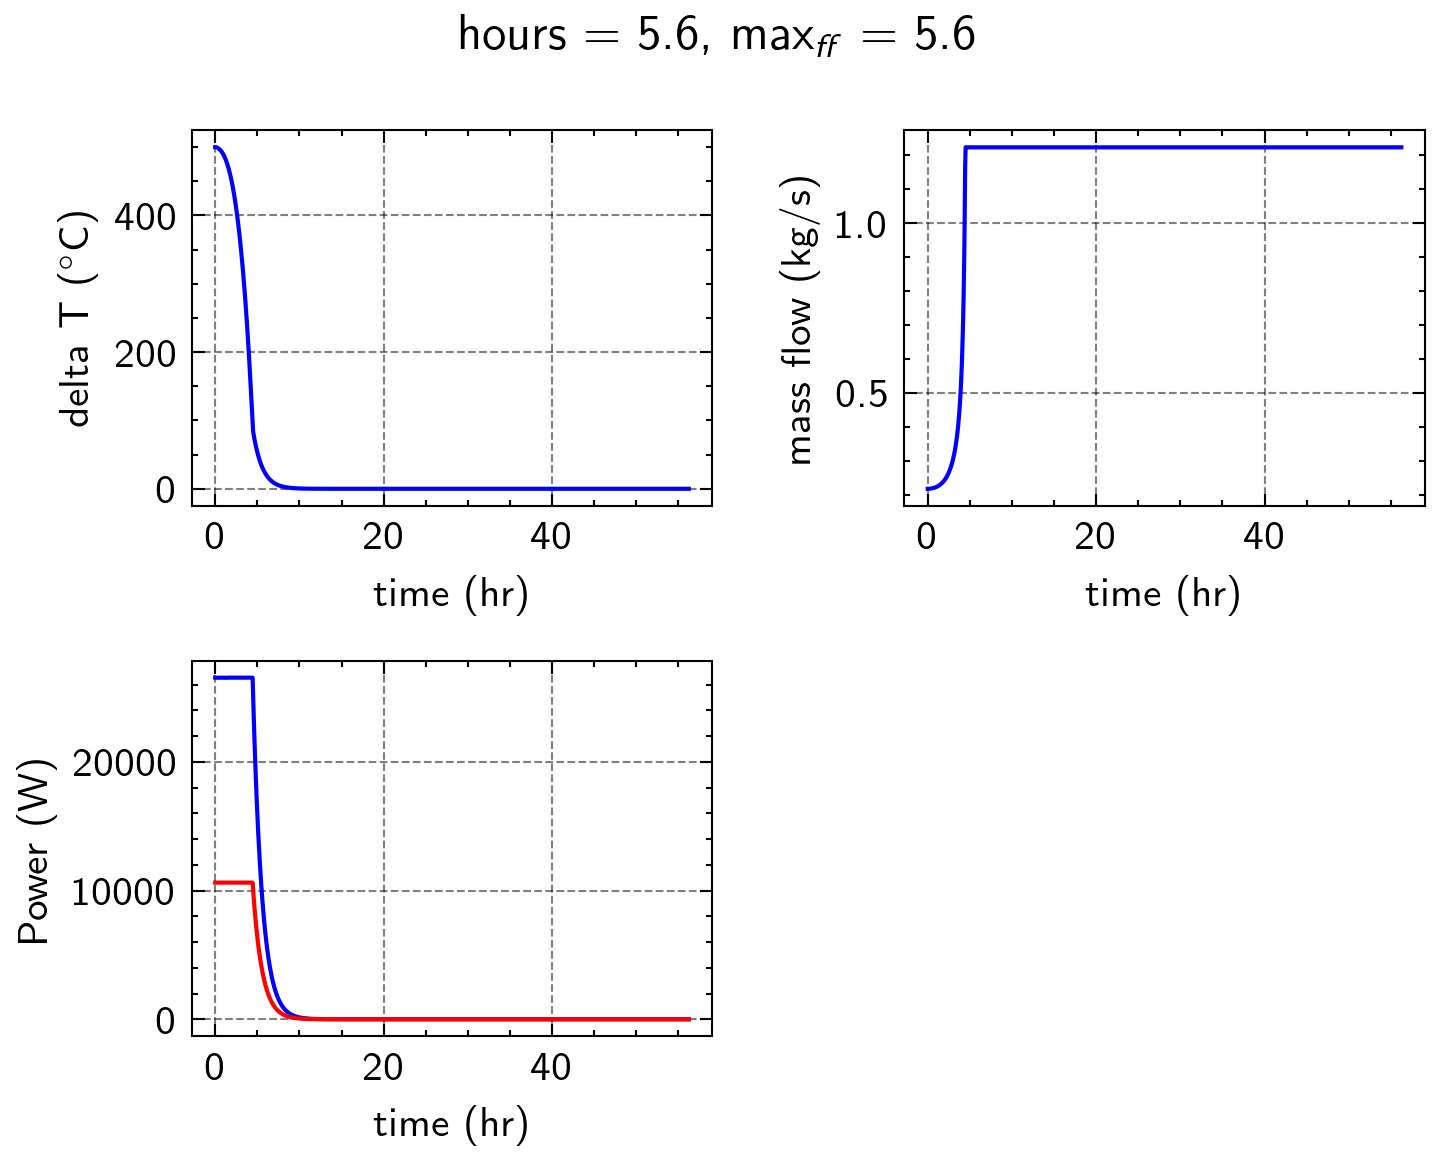 hours = 5.6, max_ff = 5.6
delta T (°C)
400
200
0
0 20 40
time (hr)
mass flow (kg/s)
1.0
0.5
0 20 40
time (hr)
Power (W)
20000
10000
0
0 20 40
time (hr)